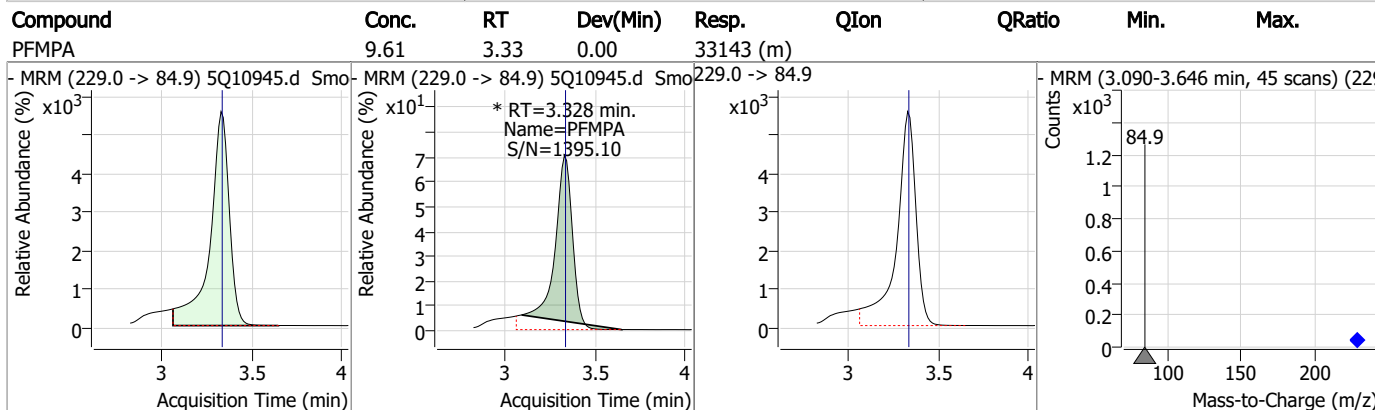 Compound Conc. RT Dev(Min) Resp. QIon QRatio Min. Max.
PFMPA 9.61 3.33 0.00 33143 (m)
- MRM (229.0 -> 84.9) 5Q10945.d Smo
Relative Abundance (%)
x10³
4
3
2
1
0
3 3.5 4
Acquisition Time (min)
- MRM (229.0 -> 84.9) 5Q10945.d Smo
Relative Abundance (%)
x10¹
* RT=3.328 min.
Name=PFMPA
S/N=1395.10
7
5
4
3
2
1
0
3 3.5 4
Acquisition Time (min)
229.0 -> 84.9
x10³
4
3
2
1
0
3 3.5 4
- MRM (3.090-3.646 min, 45 scans) (229
Counts
x10³
84.9
1.2
1
0.8
0.6
0.4
0.2
0
100 150 200
Mass-to-Charge (m/z)